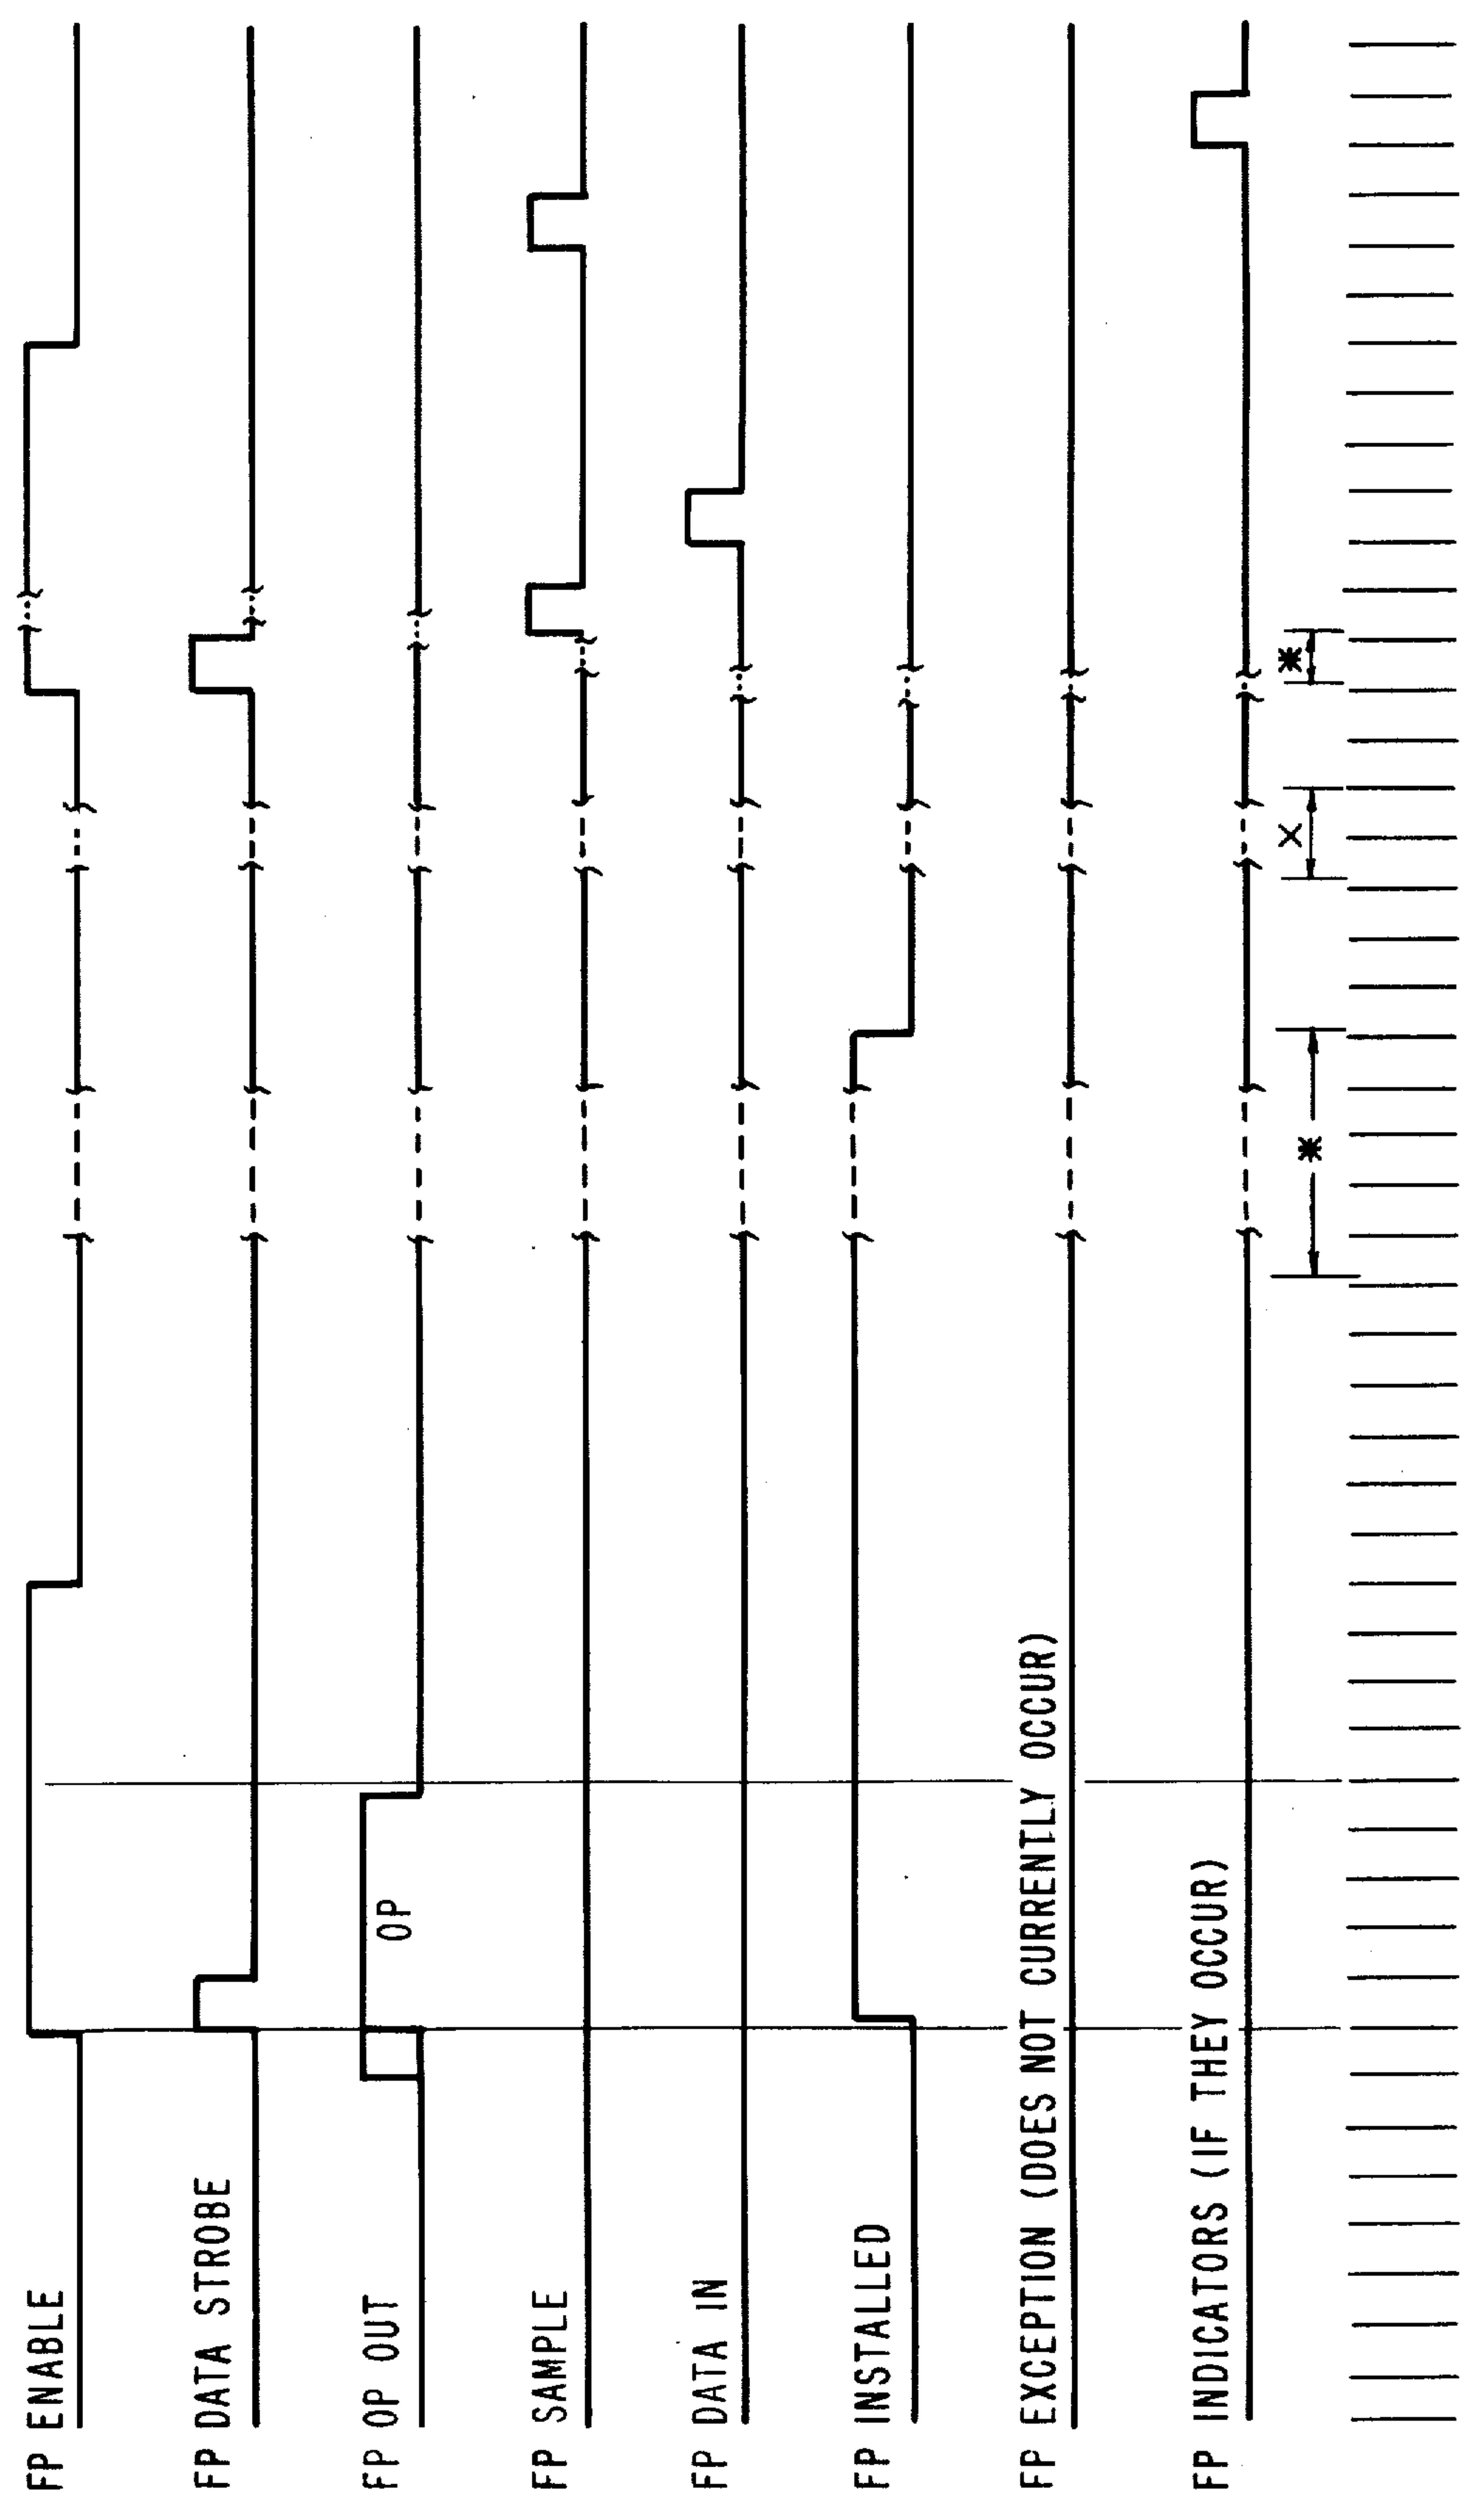 FP ENABLE
FP DATA STROBE
FP OP OUT
OP
FP SAMPLE
FP DATA IN
FP INSTALLED
FP EXCEPTION (DOES NOT CURRENTLY OCCUR)
FP INDICATORS (IF THEY OCCUR)
* X *